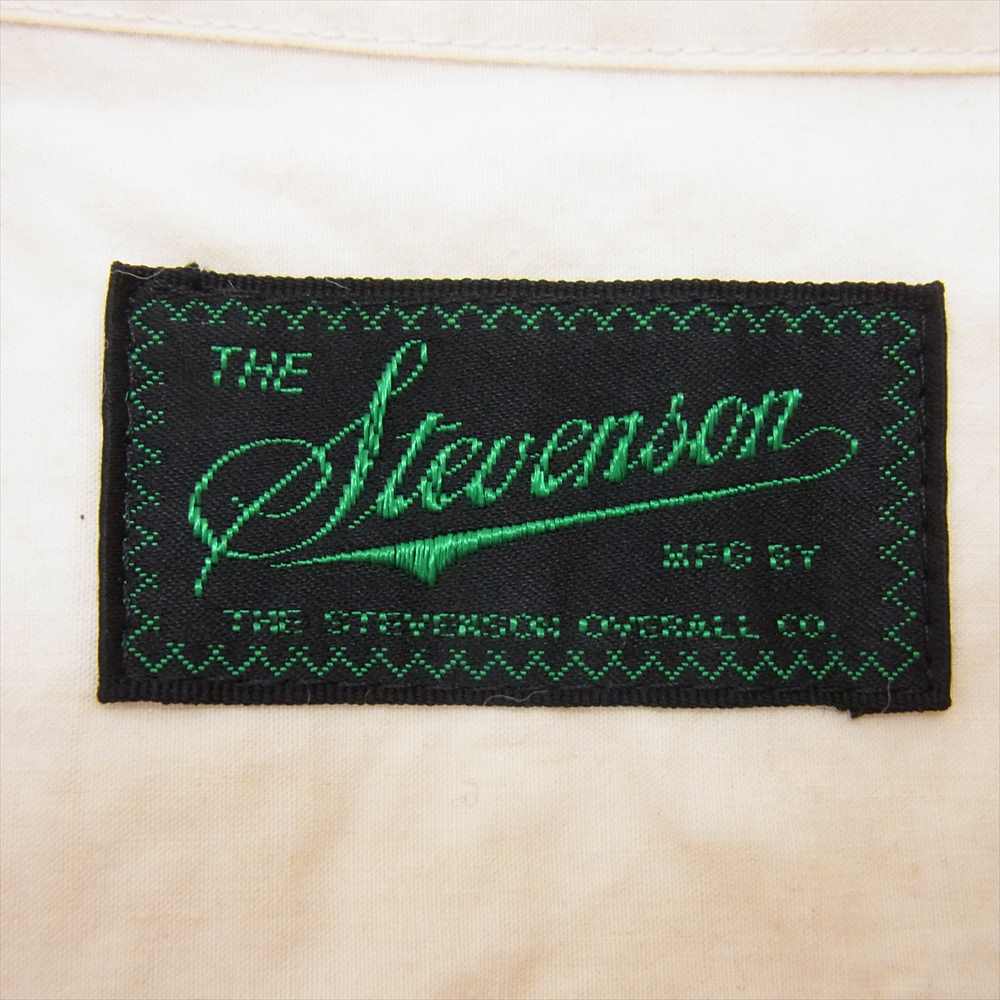 THE
Stevenson
MFG BY
THE STEVENSON OVERALL CO.